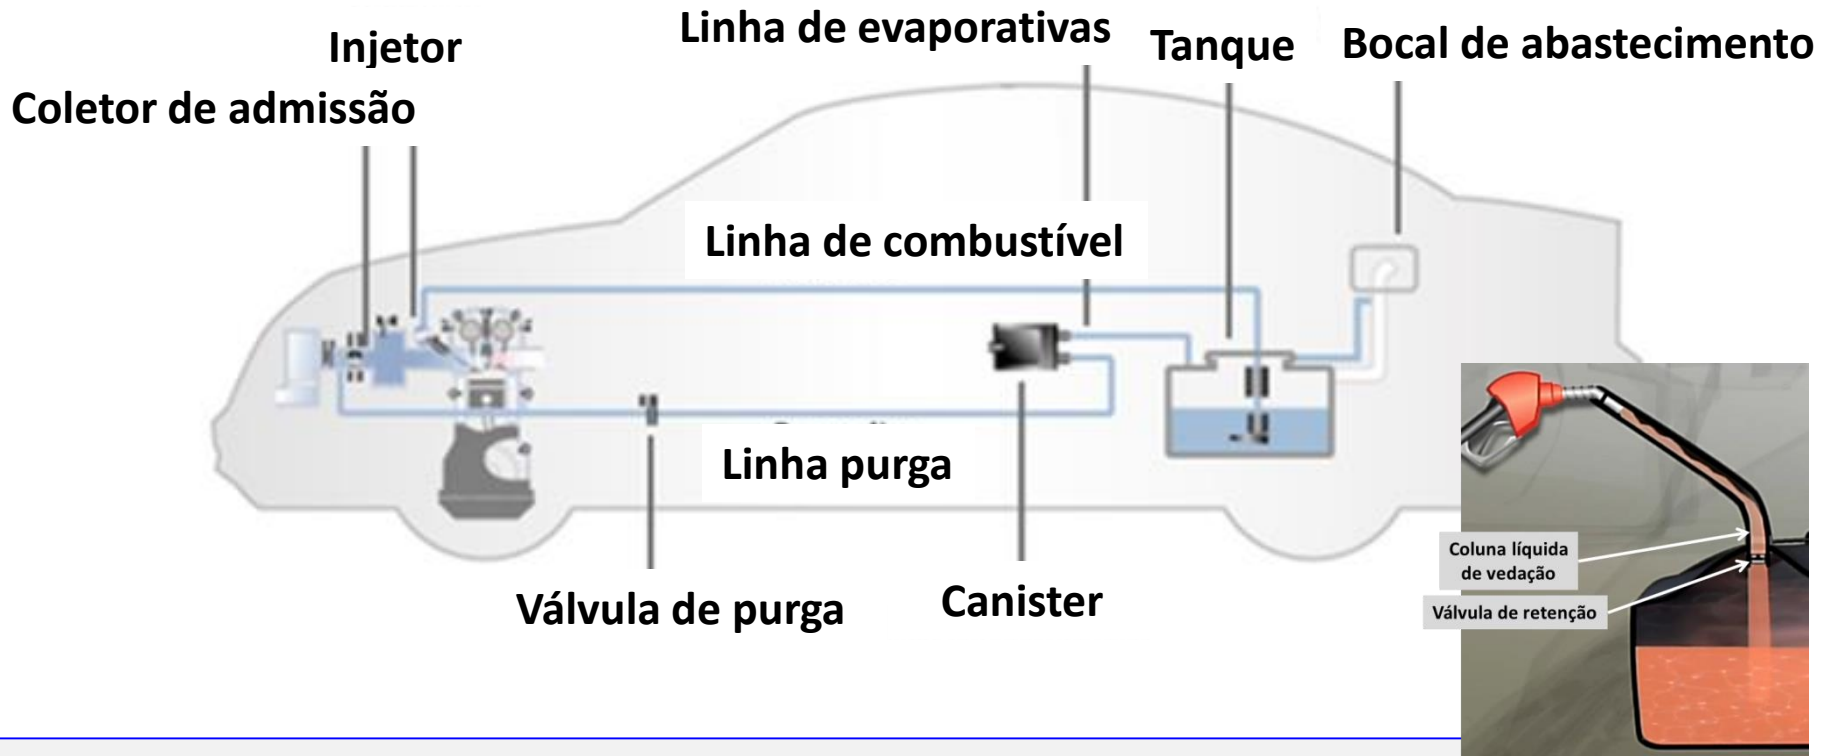 Linha de evaporativas
Injetor
Tanque
Bocal de abastecimento
Coletor de admissão
Linha de combustível
Linha purga
Válvula de purga
Canister
Coluna líquida
de vedação
Válvula de retenção